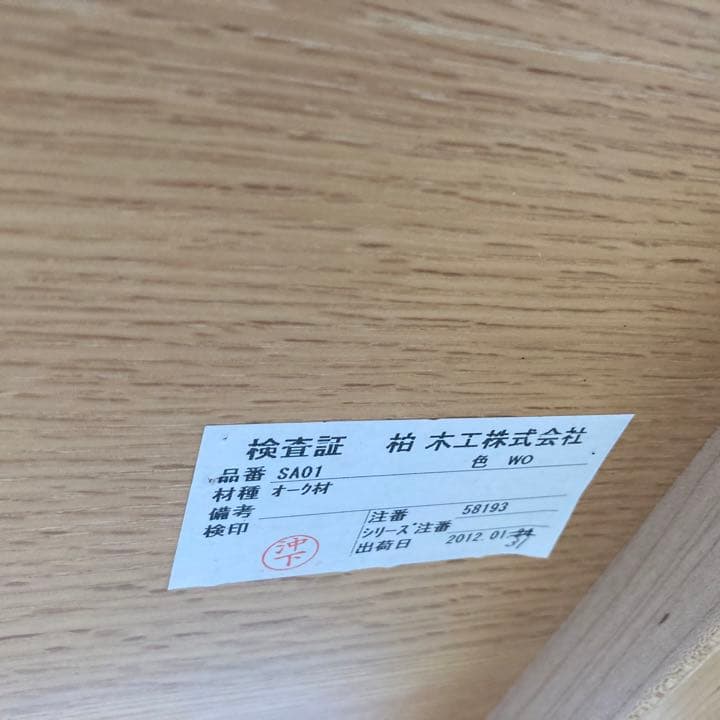 検査証 柏木工株式会社
品番 SA01 色 WO
材種 オーク材
備考
注番 58193
検印 沖下
シリーズ注番
出荷日 2012.01.31